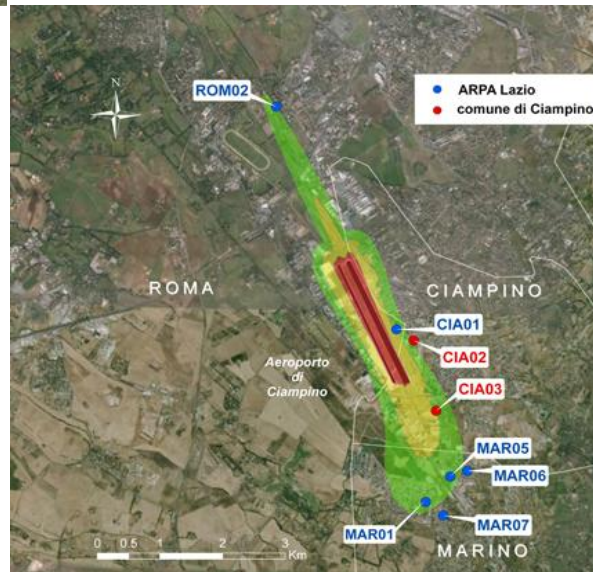 ROM02
ARPA Lazio
comune di Ciampino
N
ROMA
CIAMPINO
CIA01
CIA02
Aeroporto
di
Ciampino
CIA03
MAR05
MAR06
MAR01
MAR07
0 0.5 1 2 3
Km
MARINO